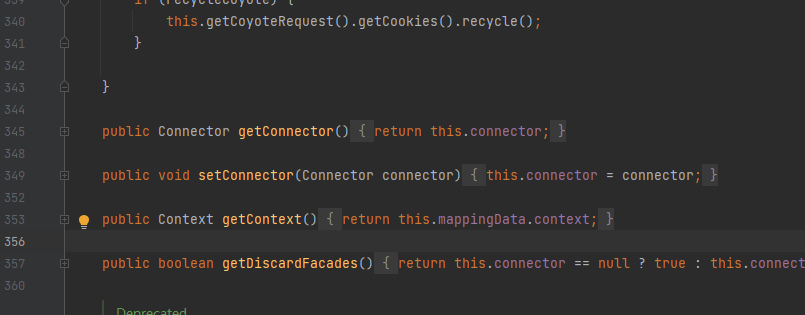 339 if (recycleCoyote) {
340 this.getCoyoteRequest().getCookies().recycle();
341 }
342
343 }
344
345 public Connector getConnector() { return this.connector; }
348
349 public void setConnector(Connector connector) { this.connector = connector; }
352
353 public Context getContext() { return this.mappingData.context; }
356
357 public boolean getDiscardFacades() { return this.connector == null ? true : this.connect
360
Deprecated